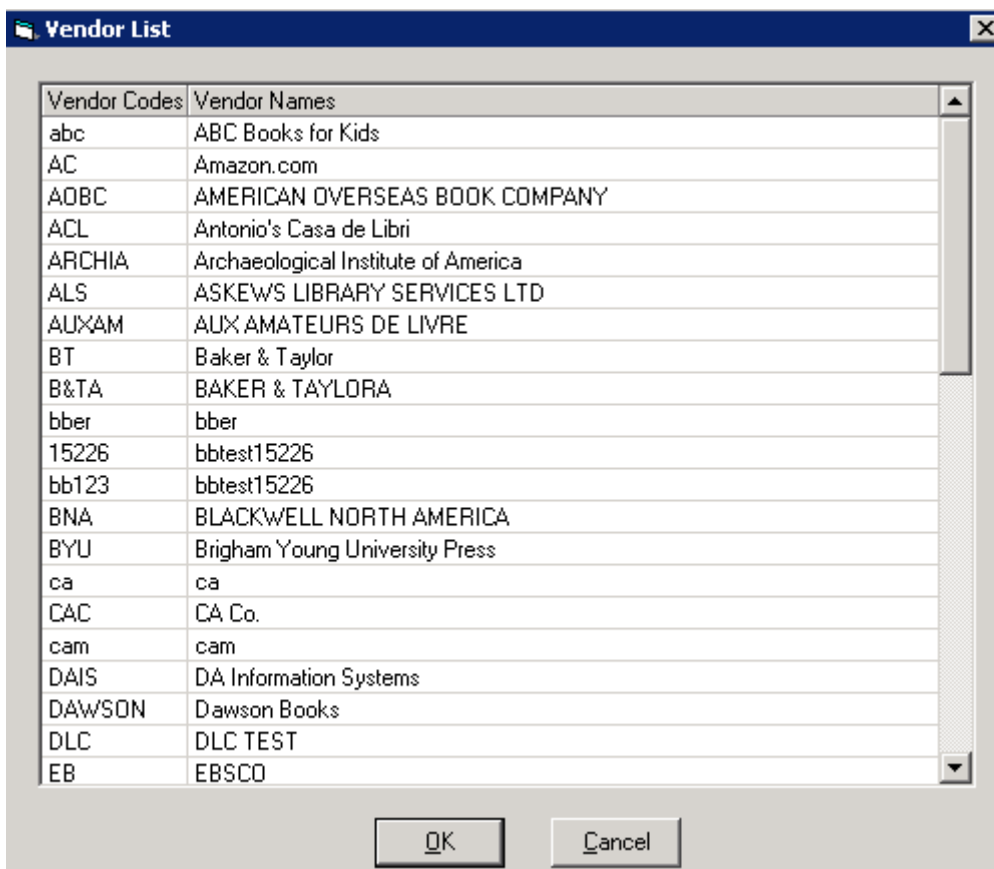 Vendor List
Vendor Codes Vendor Names
abc ABC Books for Kids
AC Amazon.com
AOBC AMERICAN OVERSEAS BOOK COMPANY
ACL Antonio's Casa de Libri
ARCHIA Archaeological Institute of America
ALS ASKEWS LIBRARY SERVICES LTD
AUXAM AUX AMATEURS DE LIVRE
BT Baker & Taylor
B&TA BAKER & TAYLORA
bber bber
15226 bbtest15226
bb123 bbtest15226
BNA BLACKWELL NORTH AMERICA
BYU Brigham Young University Press
ca ca
CAC CA Co.
cam cam
DAIS DA Information Systems
DAWSON Dawson Books
DLC DLC TEST
EB EBSCO
OK Cancel